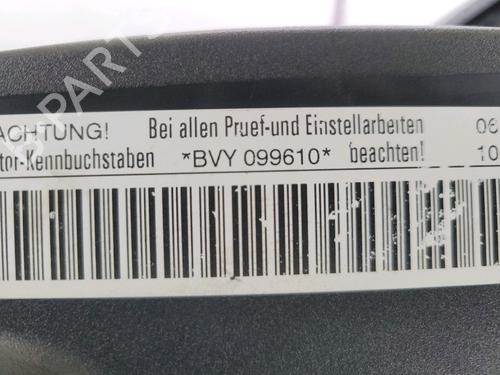 ACHTUNG! Bei allen Pruef-und Einstellarbeiten 06
tor-Kennbuchstaben *BVY 099610* beachten! 10